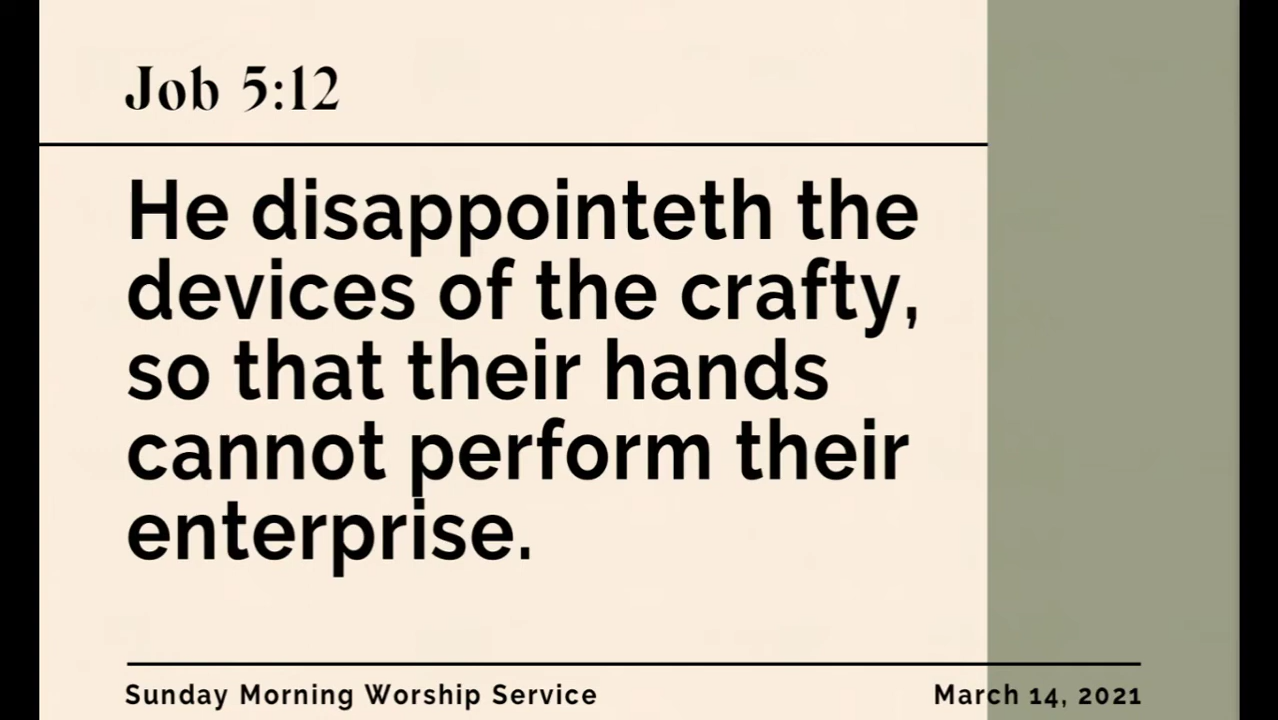 Job 5:12
He disappointeth the
devices of the crafty,
so that their hands
cannot perform their
enterprise.
Sunday Morning Worship Service
March 14, 2021